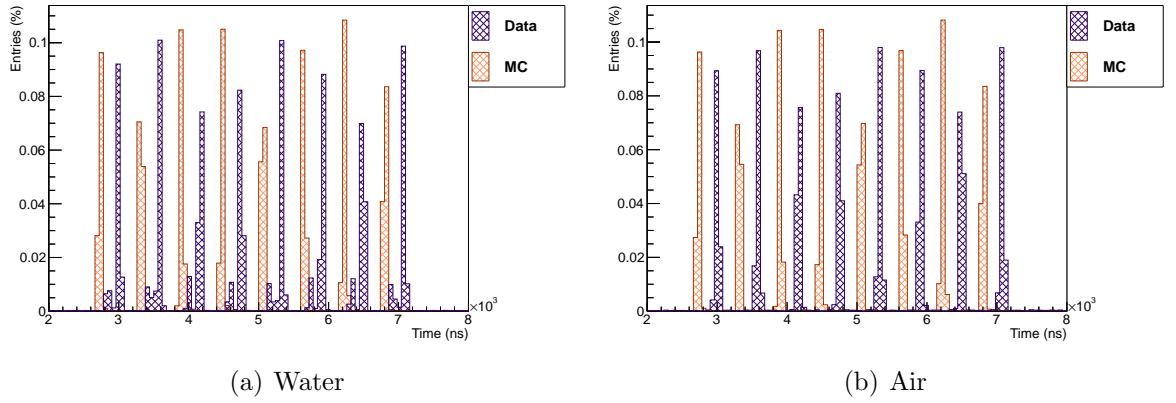 Entries (%)
0.1
0.08
0.06
0.04
0.02
0
2 3 4 5 6 7 8
×10³
Time (ns)
Data
MC
(a) Water
Entries (%)
0.1
0.08
0.06
0.04
0.02
0
2 3 4 5 6 7 8
×10³
Time (ns)
Data
MC
(b) Air